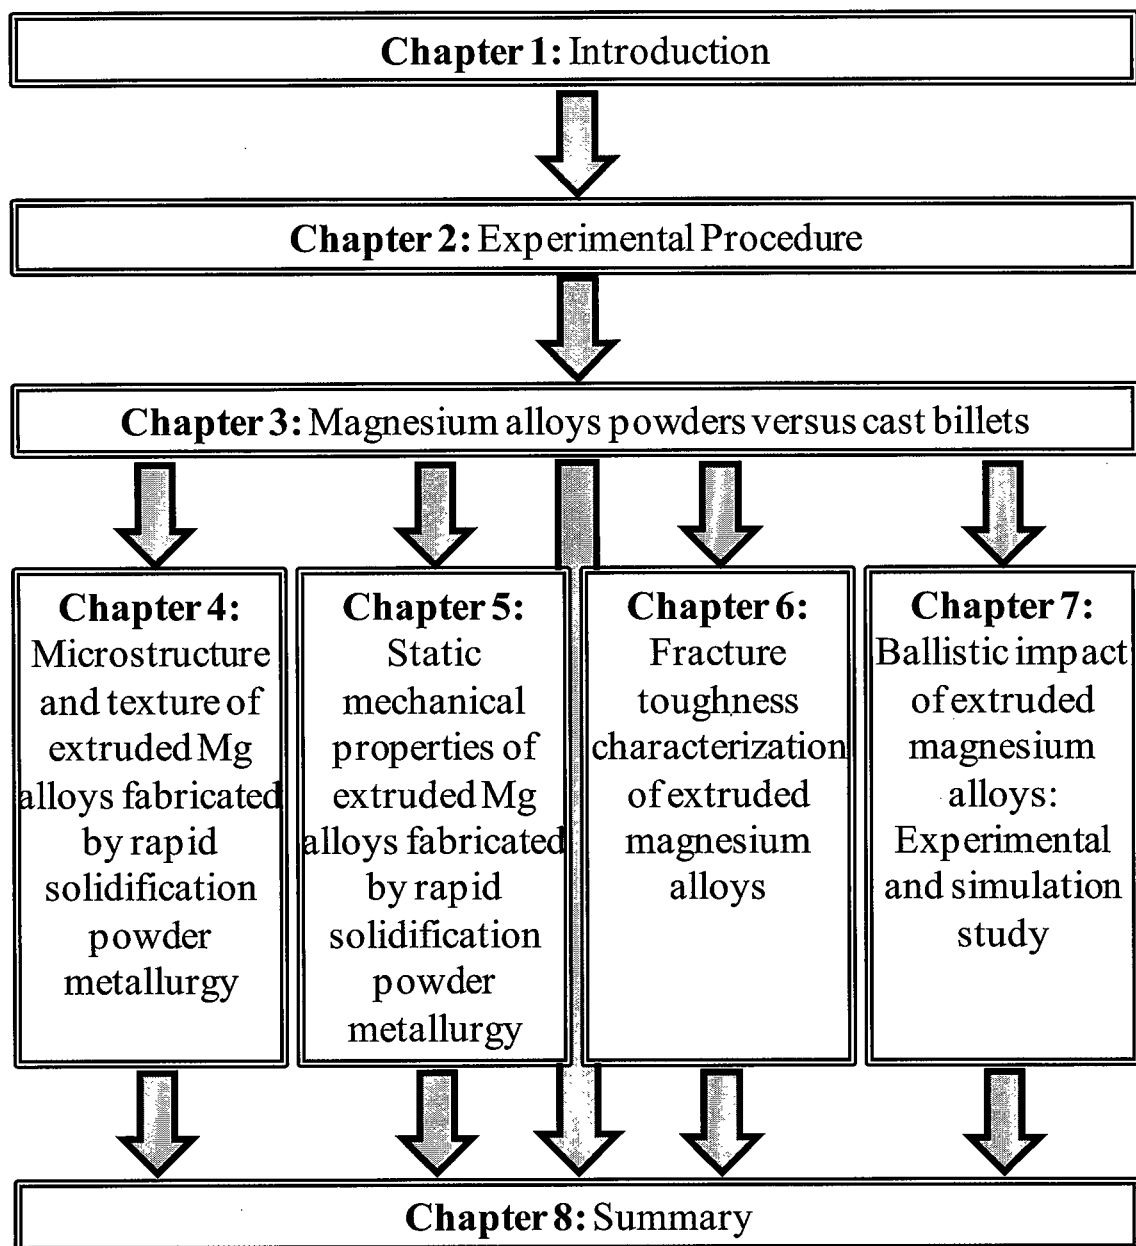 Chapter 1: Introduction
Chapter 2: Experimental Procedure
Chapter 3: Magnesium alloys powders versus cast billets
Chapter 4:
Microstructure
and texture of
extruded Mg
alloys fabricated
by rapid
solidification
powder
metallurgy
Chapter 5:
Static
mechanical
properties of
extruded Mg
alloys fabricated
by rapid
solidification
powder
metallurgy
Chapter 6:
Fracture
toughness
characterization
of extruded
magnesium
alloys
Chapter 7:
Ballistic impact
of extruded
magnesium
alloys:
Experimental
and simulation
study
Chapter 8: Summary